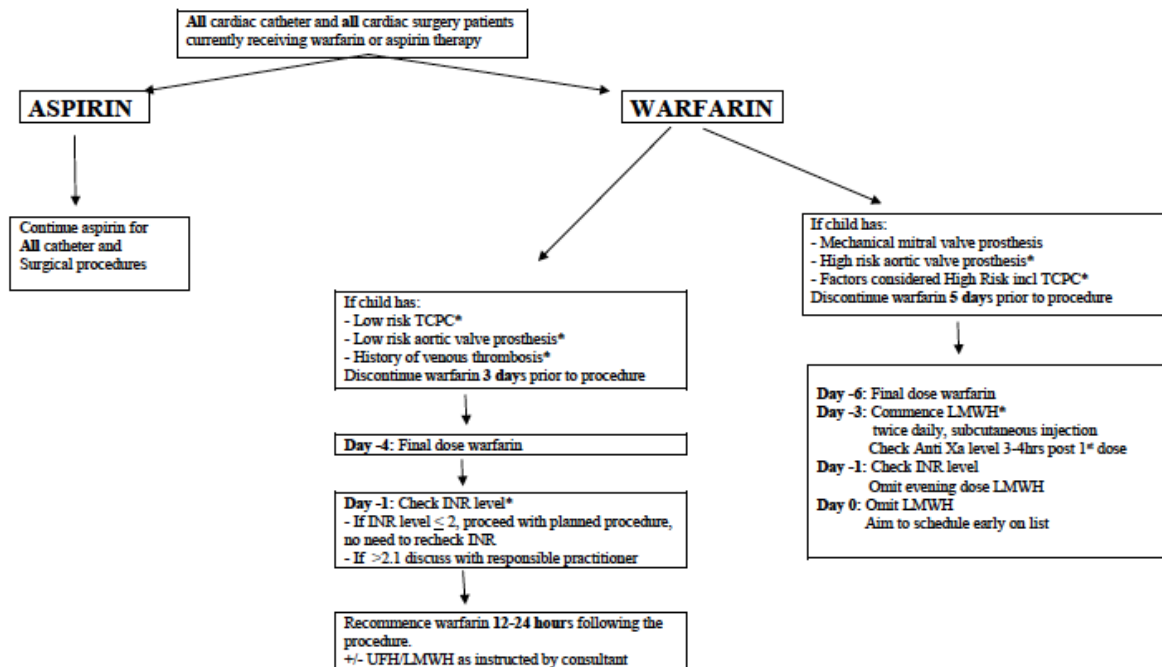 All cardiac catheter and all cardiac surgery patients
currently receiving warfarin or aspirin therapy
ASPIRIN
WARFARIN
Continue aspirin for
All catheter and
Surgical procedures
If child has:
- Low risk TCPC*
- Low risk aortic valve prosthesis*
- History of venous thrombosis*
Discontinue warfarin 3 days prior to procedure
Day -4: Final dose warfarin
Day -1: Check INR level*
- If INR level ≤ 2, proceed with planned procedure,
no need to recheck INR
- If >2.1 discuss with responsible practitioner
Recommence warfarin 12-24 hours following the
procedure.
+/- UFH/LMWH as instructed by consultant
If child has:
- Mechanical mitral valve prosthesis
- High risk aortic valve prosthesis*
- Factors considered High Risk incl TCPC*
Discontinue warfarin 5 days prior to procedure
Day -6: Final dose warfarin
Day -3: Commence LMWH*
twice daily, subcutaneous injection
Check Anti Xa level 3-4hrs post 1st dose
Day -1: Check INR level
Omit evening dose LMWH
Day 0: Omit LMWH
Aim to schedule early on list